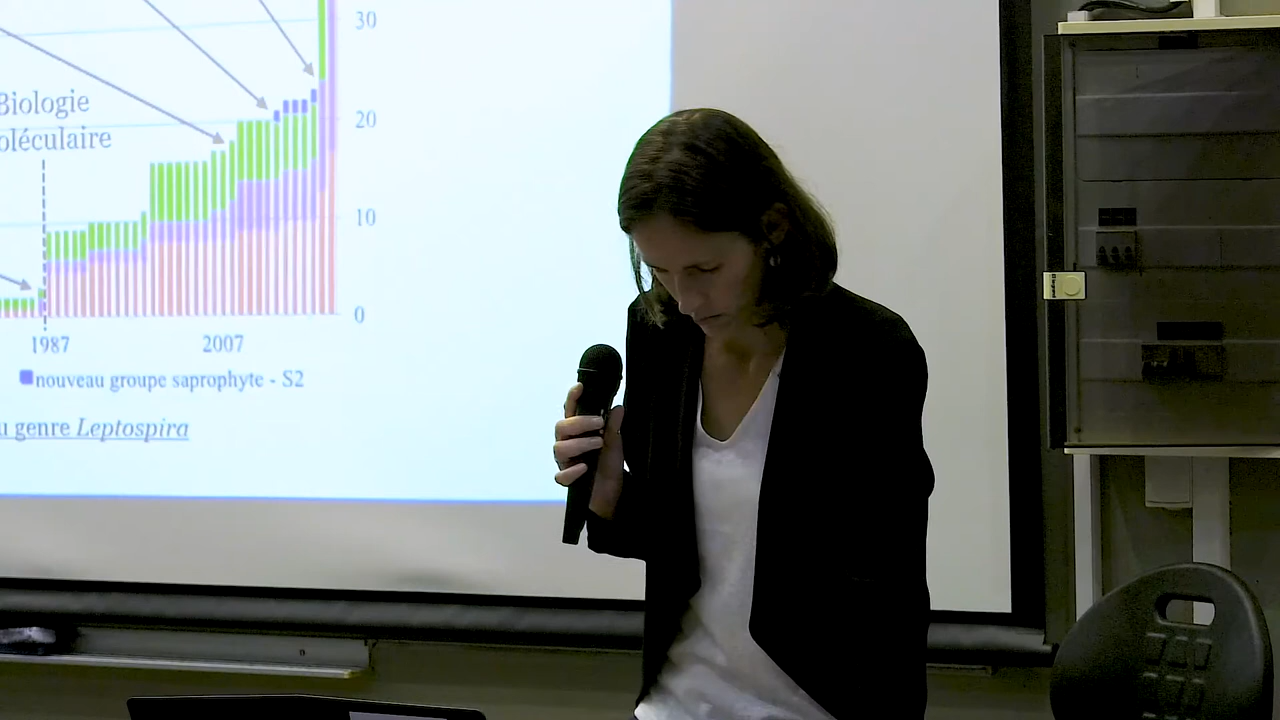 30
Biologie
oléculaire
20
10
0
1987 2007
nouveau groupe saprophyte - S2
u genre Leptospira